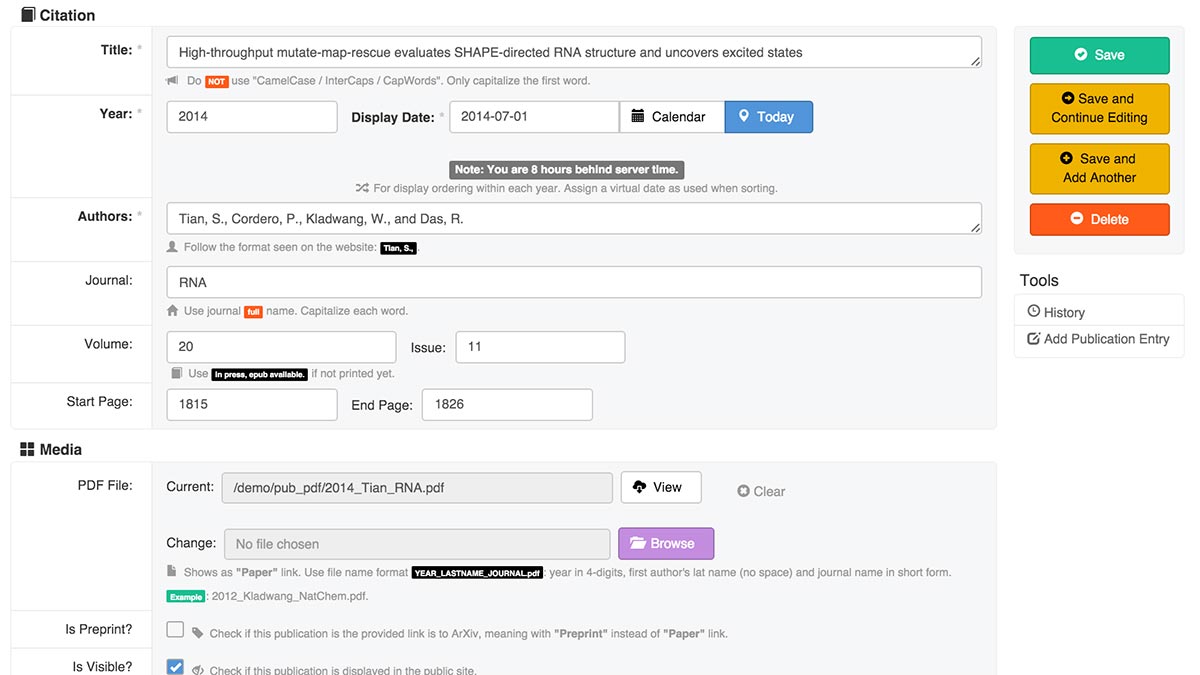 Citation
Title: *
High-throughput mutate-map-rescue evaluates SHAPE-directed RNA structure and uncovers excited states
Do NOT use "CamelCase / InterCaps / CapWords". Only capitalize the first word.
Year: *
2014
Display Date: *
2014-07-01
Calendar
Today
Note: You are 8 hours behind server time.
For display ordering within each year. Assign a virtual date as used when sorting.
Authors: *
Tian, S., Cordero, P., Kladwang, W., and Das, R.
Follow the format seen on the website: Tian, S., .
Journal:
RNA
Use journal full name. Capitalize each word.
Volume:
20
Issue:
11
Use In press, epub available. if not printed yet.
Start Page:
1815
End Page:
1826
Media
PDF File:
Current:
/demo/pub_pdf/2014_Tian_RNA.pdf
View
Clear
Change:
No file chosen
Browse
Shows as "Paper" link. Use file name format YEAR_LASTNAME_JOURNAL.pdf: year in 4-digits, first author's lat name (no space) and journal name in short form.
Example: 2012_Kladwang_NatChem.pdf.
Is Preprint?
Check if this publication is the provided link is to ArXiv, meaning with "Preprint" instead of "Paper" link.
Is Visible?
Check if this publication is displayed in the public site.
Save
Save and
Continue Editing
Save and
Add Another
Delete
Tools
History
Add Publication Entry